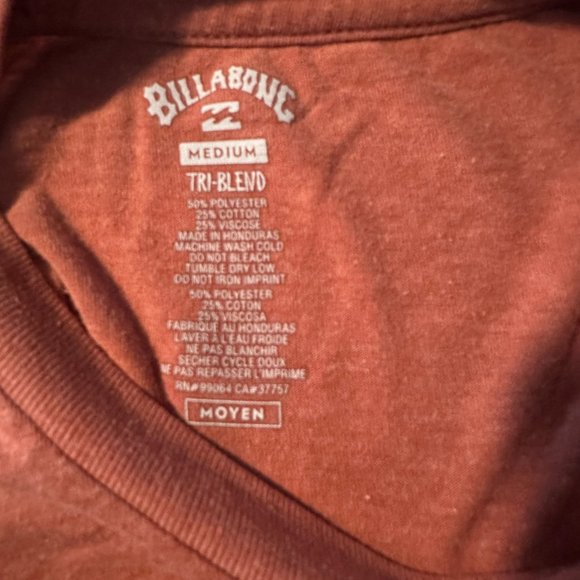 BILLABONG
MEDIUM
TRI-BLEND
50% POLYESTER
25% COTTON
25% VISCOSE
MADE IN HONDURAS
MACHINE WASH COLD
DO NOT BLEACH
TUMBLE DRY LOW
DO NOT IRON IMPRINT
50% POLYESTER
25% COTON
25% VISCOSA
FABRIQUE AU HONDURAS
LAVER À L'EAU FROIDE
NE PAS BLANCHIR
SECHER CYCLE DOUX
NE PAS REPASSER L'IMPRIME
RN#99064 CA#37757
MOYEN